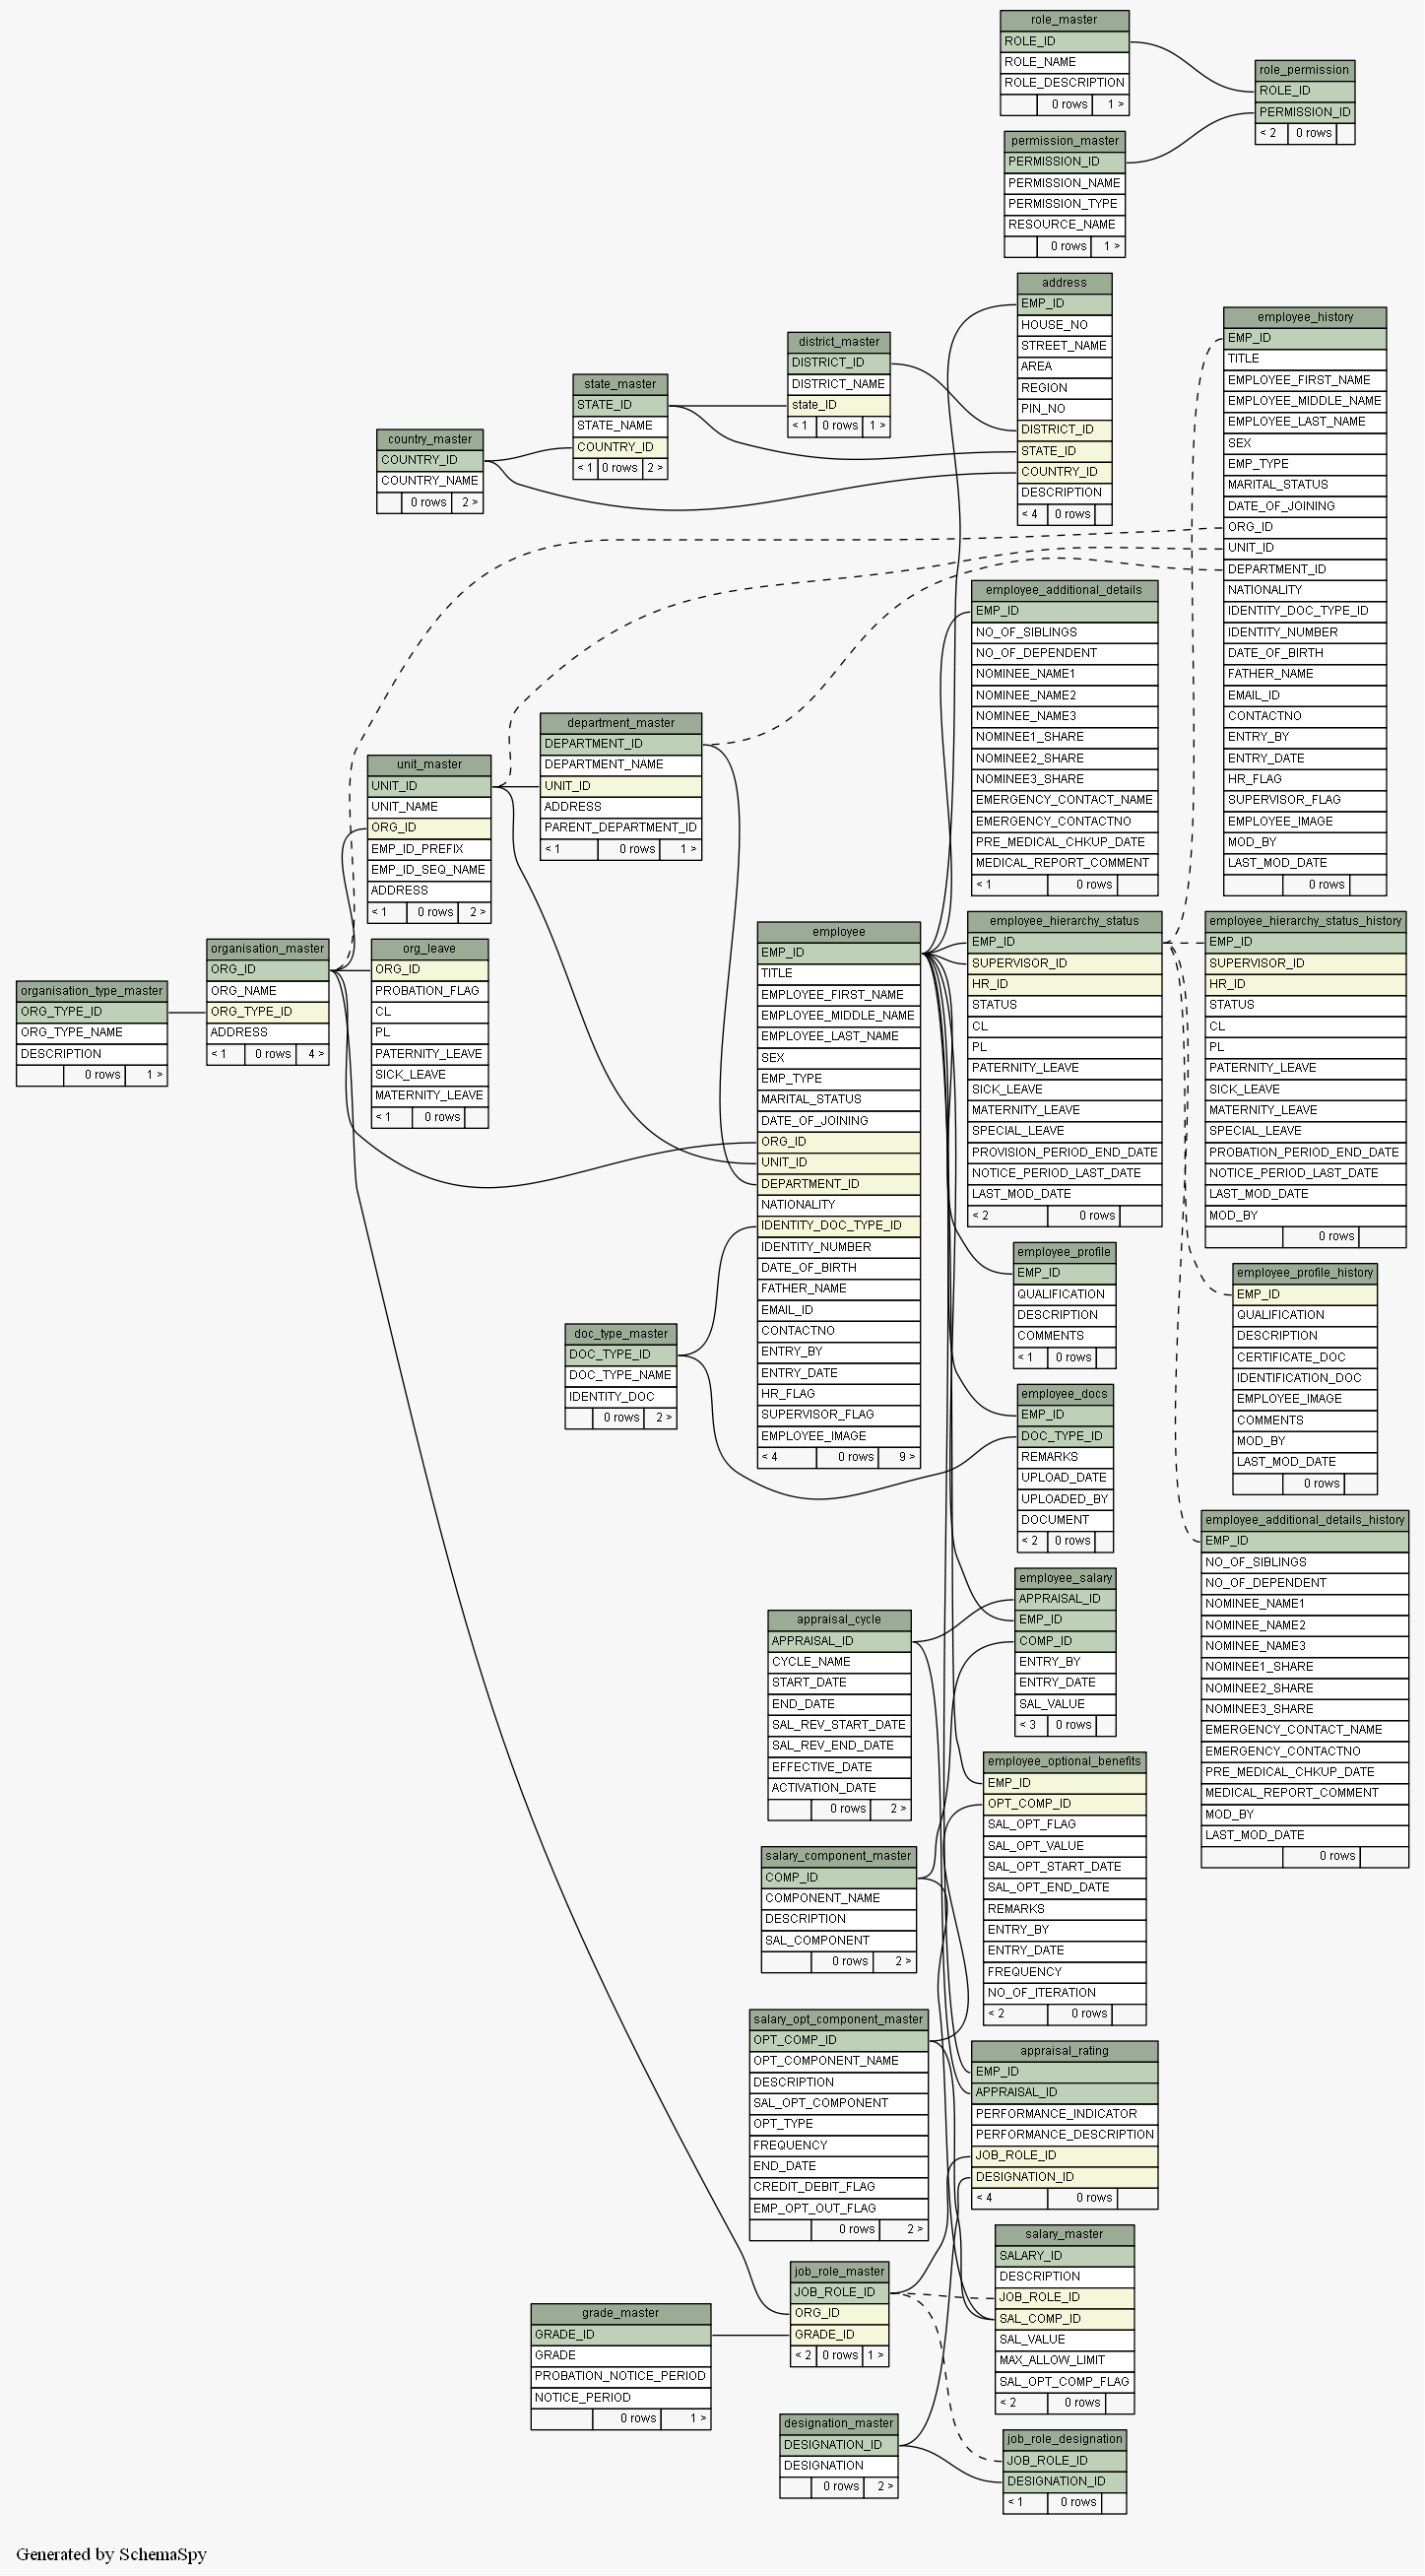 role_master
ROLE_ID
ROLE_NAME
ROLE_DESCRIPTION
0 rows 1 >
role_permission
ROLE_ID
PERMISSION_ID
< 2 0 rows
permission_master
PERMISSION_ID
PERMISSION_NAME
PERMISSION_TYPE
RESOURCE_NAME
0 rows 1 >
address
EMP_ID
HOUSE_NO
STREET_NAME
AREA
REGION
PIN_NO
DISTRICT_ID
STATE_ID
COUNTRY_ID
DESCRIPTION
< 4 0 rows
employee_history
EMP_ID
TITLE
EMPLOYEE_FIRST_NAME
EMPLOYEE_MIDDLE_NAME
EMPLOYEE_LAST_NAME
SEX
EMP_TYPE
MARITAL_STATUS
DATE_OF_JOINING
ORG_ID
UNIT_ID
DEPARTMENT_ID
NATIONALITY
IDENTITY_DOC_TYPE_ID
IDENTITY_NUMBER
DATE_OF_BIRTH
FATHER_NAME
EMAIL_ID
CONTACTNO
ENTRY_BY
ENTRY_DATE
HR_FLAG
SUPERVISOR_FLAG
EMPLOYEE_IMAGE
MOD_BY
LAST_MOD_DATE
0 rows
district_master
DISTRICT_ID
DISTRICT_NAME
state_ID
< 1 0 rows 1 >
state_master
STATE_ID
STATE_NAME
COUNTRY_ID
< 1 0 rows 2 >
country_master
COUNTRY_ID
COUNTRY_NAME
0 rows 2 >
employee_additional_details
EMP_ID
NO_OF_SIBLINGS
NO_OF_DEPENDENT
NOMINEE_NAME1
NOMINEE_NAME2
NOMINEE_NAME3
NOMINEE1_SHARE
NOMINEE2_SHARE
NOMINEE3_SHARE
EMERGENCY_CONTACT_NAME
EMERGENCY_CONTACTNO
PRE_MEDICAL_CHKUP_DATE
MEDICAL_REPORT_COMMENT
< 1 0 rows
department_master
DEPARTMENT_ID
DEPARTMENT_NAME
UNIT_ID
ADDRESS
PARENT_DEPARTMENT_ID
< 1 0 rows 1 >
unit_master
UNIT_ID
UNIT_NAME
ORG_ID
EMP_ID_PREFIX
EMP_ID_SEQ_NAME
ADDRESS
< 1 0 rows 2 >
organisation_master
ORG_ID
ORG_NAME
ORG_TYPE_ID
ADDRESS
< 1 0 rows 4 >
org_leave
ORG_ID
PROBATION_FLAG
CL
PL
PATERNITY_LEAVE
SICK_LEAVE
MATERNITY_LEAVE
< 1 0 rows
organisation_type_master
ORG_TYPE_ID
ORG_TYPE_NAME
DESCRIPTION
0 rows 1 >
employee
EMP_ID
TITLE
EMPLOYEE_FIRST_NAME
EMPLOYEE_MIDDLE_NAME
EMPLOYEE_LAST_NAME
SEX
EMP_TYPE
MARITAL_STATUS
DATE_OF_JOINING
ORG_ID
UNIT_ID
DEPARTMENT_ID
NATIONALITY
IDENTITY_DOC_TYPE_ID
IDENTITY_NUMBER
DATE_OF_BIRTH
FATHER_NAME
EMAIL_ID
CONTACTNO
ENTRY_BY
ENTRY_DATE
HR_FLAG
SUPERVISOR_FLAG
EMPLOYEE_IMAGE
< 4 0 rows 9 >
employee_hierarchy_status
EMP_ID
SUPERVISOR_ID
HR_ID
STATUS
CL
PL
PATERNITY_LEAVE
SICK_LEAVE
MATERNITY_LEAVE
SPECIAL_LEAVE
PROVISION_PERIOD_END_DATE
NOTICE_PERIOD_LAST_DATE
LAST_MOD_DATE
< 2 0 rows
employee_hierarchy_status_history
EMP_ID
SUPERVISOR_ID
HR_ID
STATUS
CL
PL
PATERNITY_LEAVE
SICK_LEAVE
MATERNITY_LEAVE
SPECIAL_LEAVE
PROBATION_PERIOD_END_DATE
NOTICE_PERIOD_LAST_DATE
LAST_MOD_DATE
MOD_BY
0 rows
employee_profile
EMP_ID
QUALIFICATION
DESCRIPTION
COMMENTS
< 1 0 rows
employee_profile_history
EMP_ID
QUALIFICATION
DESCRIPTION
CERTIFICATE_DOC
IDENTIFICATION_DOC
EMPLOYEE_IMAGE
COMMENTS
MOD_BY
LAST_MOD_DATE
0 rows
doc_type_master
DOC_TYPE_ID
DOC_TYPE_NAME
IDENTITY_DOC
0 rows 2 >
employee_docs
EMP_ID
DOC_TYPE_ID
REMARKS
UPLOAD_DATE
UPLOADED_BY
DOCUMENT
< 2 0 rows
employee_additional_details_history
EMP_ID
NO_OF_SIBLINGS
NO_OF_DEPENDENT
NOMINEE_NAME1
NOMINEE_NAME2
NOMINEE_NAME3
NOMINEE1_SHARE
NOMINEE2_SHARE
NOMINEE3_SHARE
EMERGENCY_CONTACT_NAME
EMERGENCY_CONTACTNO
PRE_MEDICAL_CHKUP_DATE
MEDICAL_REPORT_COMMENT
MOD_BY
LAST_MOD_DATE
0 rows
employee_salary
APPRAISAL_ID
EMP_ID
COMP_ID
ENTRY_BY
ENTRY_DATE
SAL_VALUE
< 3 0 rows
appraisal_cycle
APPRAISAL_ID
CYCLE_NAME
START_DATE
END_DATE
SAL_REV_START_DATE
SAL_REV_END_DATE
EFFECTIVE_DATE
ACTIVATION_DATE
0 rows 2 >
employee_optional_benefits
EMP_ID
OPT_COMP_ID
SAL_OPT_FLAG
SAL_OPT_VALUE
SAL_OPT_START_DATE
SAL_OPT_END_DATE
REMARKS
ENTRY_BY
ENTRY_DATE
FREQUENCY
NO_OF_ITERATION
< 2 0 rows
salary_component_master
COMP_ID
COMPONENT_NAME
DESCRIPTION
SAL_COMPONENT
0 rows 2 >
salary_opt_component_master
OPT_COMP_ID
OPT_COMPONENT_NAME
DESCRIPTION
SAL_OPT_COMPONENT
OPT_TYPE
FREQUENCY
END_DATE
CREDIT_DEBIT_FLAG
EMP_OPT_OUT_FLAG
0 rows 2 >
appraisal_rating
EMP_ID
APPRAISAL_ID
PERFORMANCE_INDICATOR
PERFORMANCE_DESCRIPTION
JOB_ROLE_ID
DESIGNATION_ID
< 4 0 rows
salary_master
SALARY_ID
DESCRIPTION
JOB_ROLE_ID
SAL_COMP_ID
SAL_VALUE
MAX_ALLOW_LIMIT
SAL_OPT_COMP_FLAG
< 2 0 rows
job_role_master
JOB_ROLE_ID
ORG_ID
GRADE_ID
< 2 0 rows 1 >
grade_master
GRADE_ID
GRADE
PROBATION_NOTICE_PERIOD
NOTICE_PERIOD
0 rows 1 >
designation_master
DESIGNATION_ID
DESIGNATION
0 rows 2 >
job_role_designation
JOB_ROLE_ID
DESIGNATION_ID
< 1 0 rows
Generated by SchemaSpy